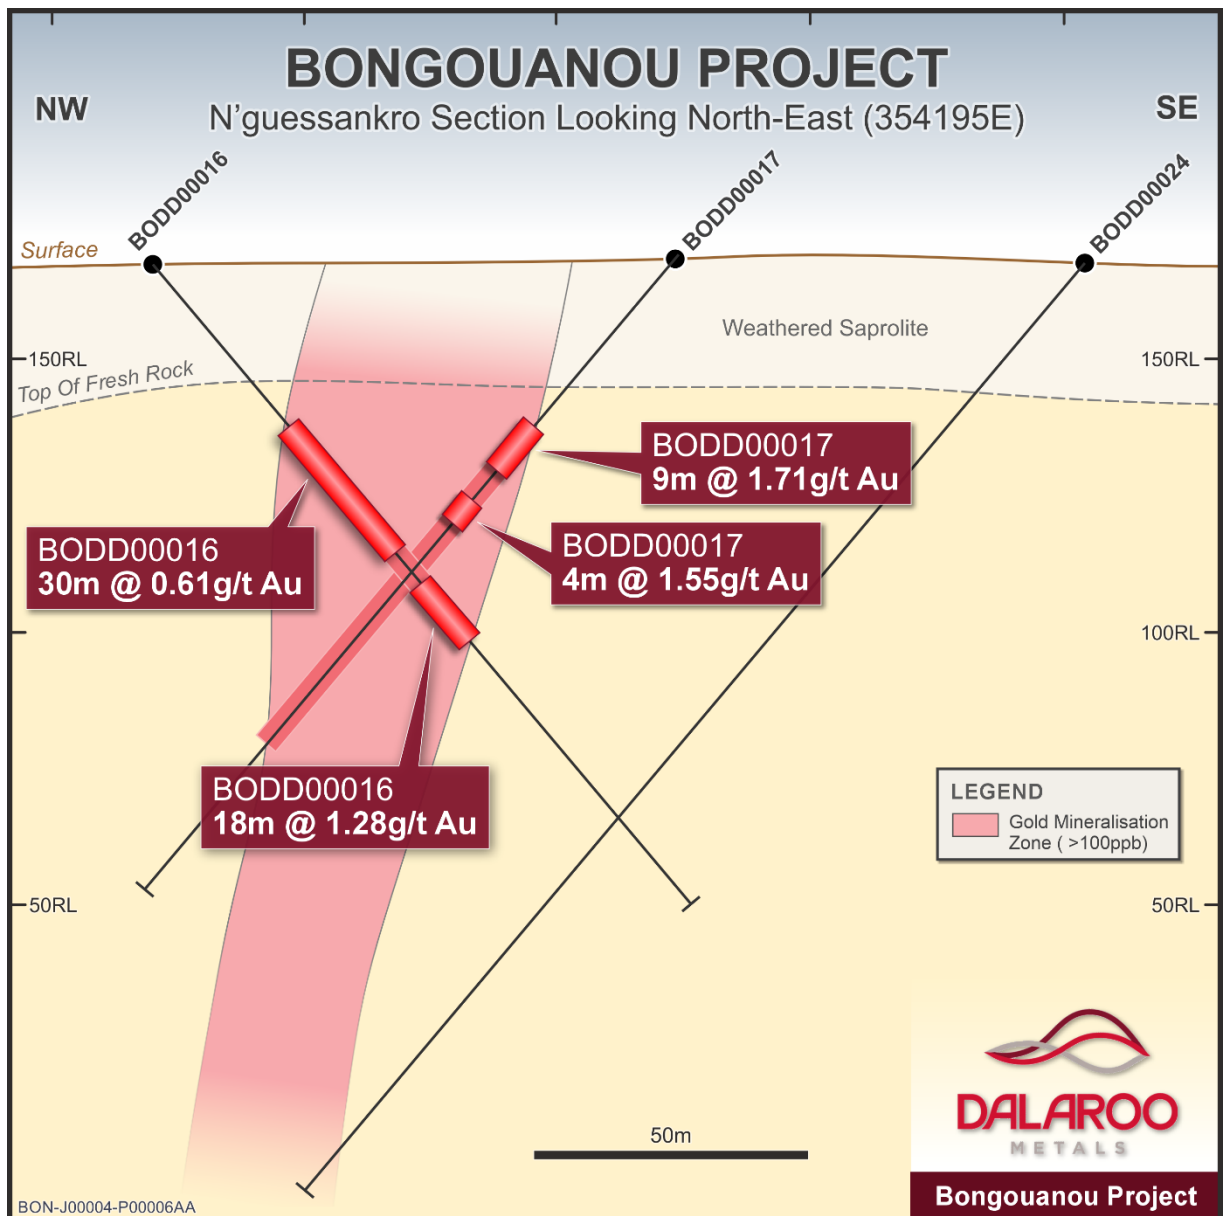 BONGOUANOU PROJECT
NW
N'guessankro Section Looking North-East (354195E)
SE
BODD00016
BODD00017
BODD00024
Surface
Weathered Saprolite
150RL
150RL
Top Of Fresh Rock
BODD00017
9m @ 1.71g/t Au
BODD00016
30m @ 0.61g/t Au
BODD00017
4m @ 1.55g/t Au
100RL
BODD00016
18m @ 1.28g/t Au
LEGEND
Gold Mineralisation
Zone ( >100ppb)
50RL
50RL
50m
DALAROO
METALS
Bongouanou Project
BON-J00004-P00006AA